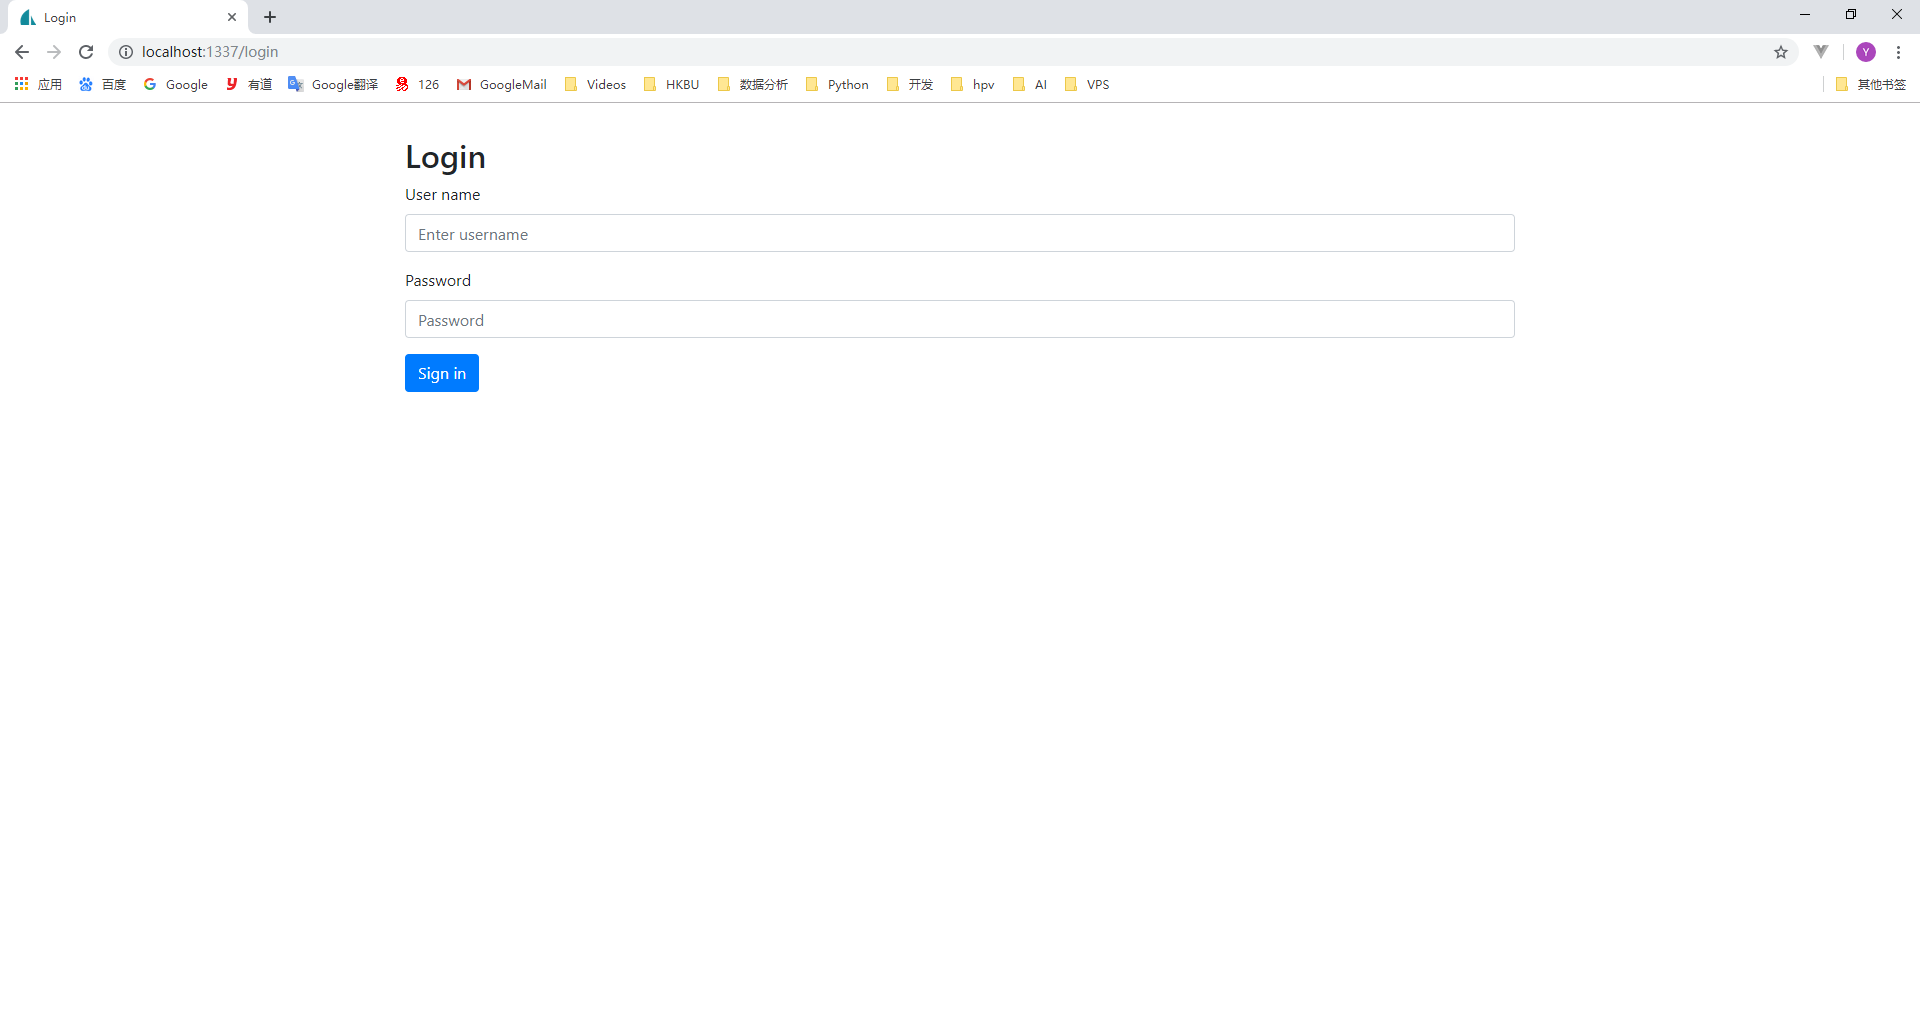 Login
localhost:1337/login
Y
应用 百度 Google 有道 Google翻译 126 GoogleMail Videos HKBU 数据分析 Python 开发 hpv AI VPS 其他书签
Login
User name
Enter username
Password
Password
Sign in